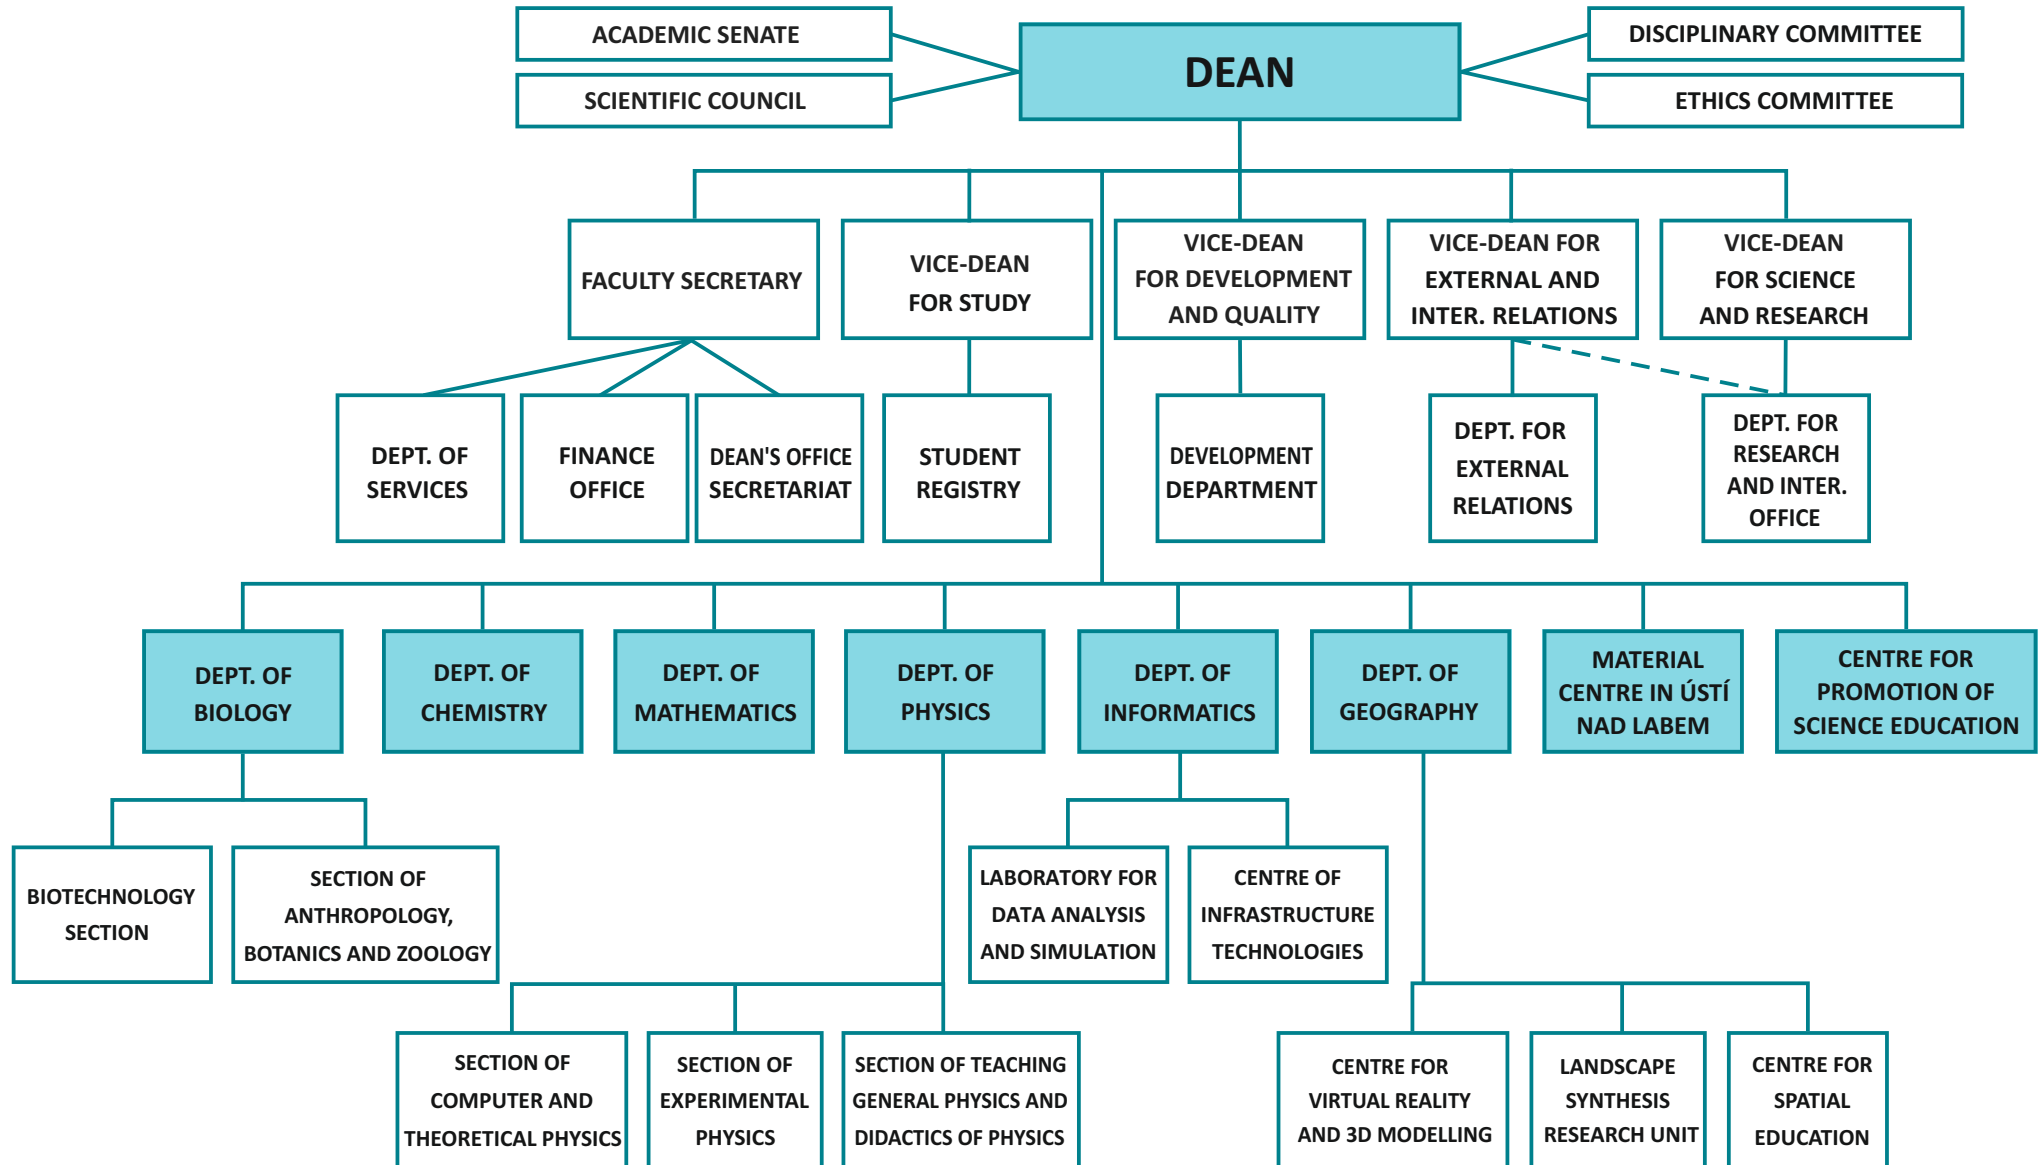 ACADEMIC SENATE
SCIENTIFIC COUNCIL
DEAN
DISCIPLINARY COMMITTEE
ETHICS COMMITTEE
FACULTY SECRETARY
VICE-DEAN
FOR STUDY
VICE-DEAN
FOR DEVELOPMENT
AND QUALITY
VICE-DEAN FOR
EXTERNAL AND
INTER. RELATIONS
VICE-DEAN
FOR SCIENCE
AND RESEARCH
DEPT. OF
SERVICES
FINANCE
OFFICE
DEAN'S OFFICE
SECRETARIAT
STUDENT
REGISTRY
DEVELOPMENT
DEPARTMENT
DEPT. FOR
EXTERNAL
RELATIONS
DEPT. FOR
RESEARCH
AND INTER.
OFFICE
DEPT. OF
BIOLOGY
DEPT. OF
CHEMISTRY
DEPT. OF
MATHEMATICS
DEPT. OF
PHYSICS
DEPT. OF
INFORMATICS
DEPT. OF
GEOGRAPHY
MATERIAL
CENTRE IN ÚSTÍ
NAD LABEM
CENTRE FOR
PROMOTION OF
SCIENCE EDUCATION
BIOTECHNOLOGY
SECTION
SECTION OF
ANTHROPOLOGY,
BOTANICS AND ZOOLOGY
LABORATORY FOR
DATA ANALYSIS
AND SIMULATION
CENTRE OF
INFRASTRUCTURE
TECHNOLOGIES
SECTION OF
COMPUTER AND
THEORETICAL PHYSICS
SECTION OF
EXPERIMENTAL
PHYSICS
SECTION OF TEACHING
GENERAL PHYSICS AND
DIDACTICS OF PHYSICS
CENTRE FOR
VIRTUAL REALITY
AND 3D MODELLING
LANDSCAPE
SYNTHESIS
RESEARCH UNIT
CENTRE FOR
SPATIAL
EDUCATION